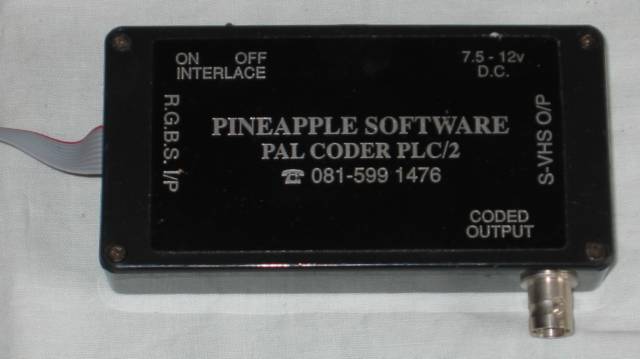 ON OFF
INTERLACE
7.5 - 12v
D.C.
R.G.B.S. I/P
PINEAPPLE SOFTWARE
PAL CODER PLC/2
☎ 081-599 1476
S-VHS O/P
CODED
OUTPUT